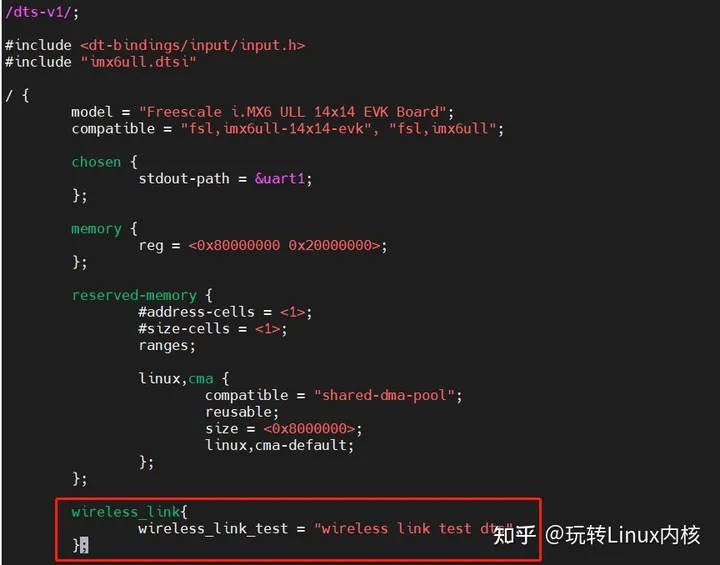 /dts-v1/;
#include <dt-bindings/input/input.h>
#include "imx6ull.dtsi"
/ {
model = "Freescale i.MX6 ULL 14x14 EVK Board";
compatible = "fsl,imx6ull-14x14-evk", "fsl,imx6ull";
chosen {
stdout-path = &uart1;
};
memory {
reg = <0x80000000 0x20000000>;
};
reserved-memory {
#address-cells = <1>;
#size-cells = <1>;
ranges;
linux,cma {
compatible = "shared-dma-pool";
reusable;
size = <0x8000000>;
linux,cma-default;
};
};
wireless_link{
wireless_link_test = "wireless link test
};
知乎 @玩转Linux内核